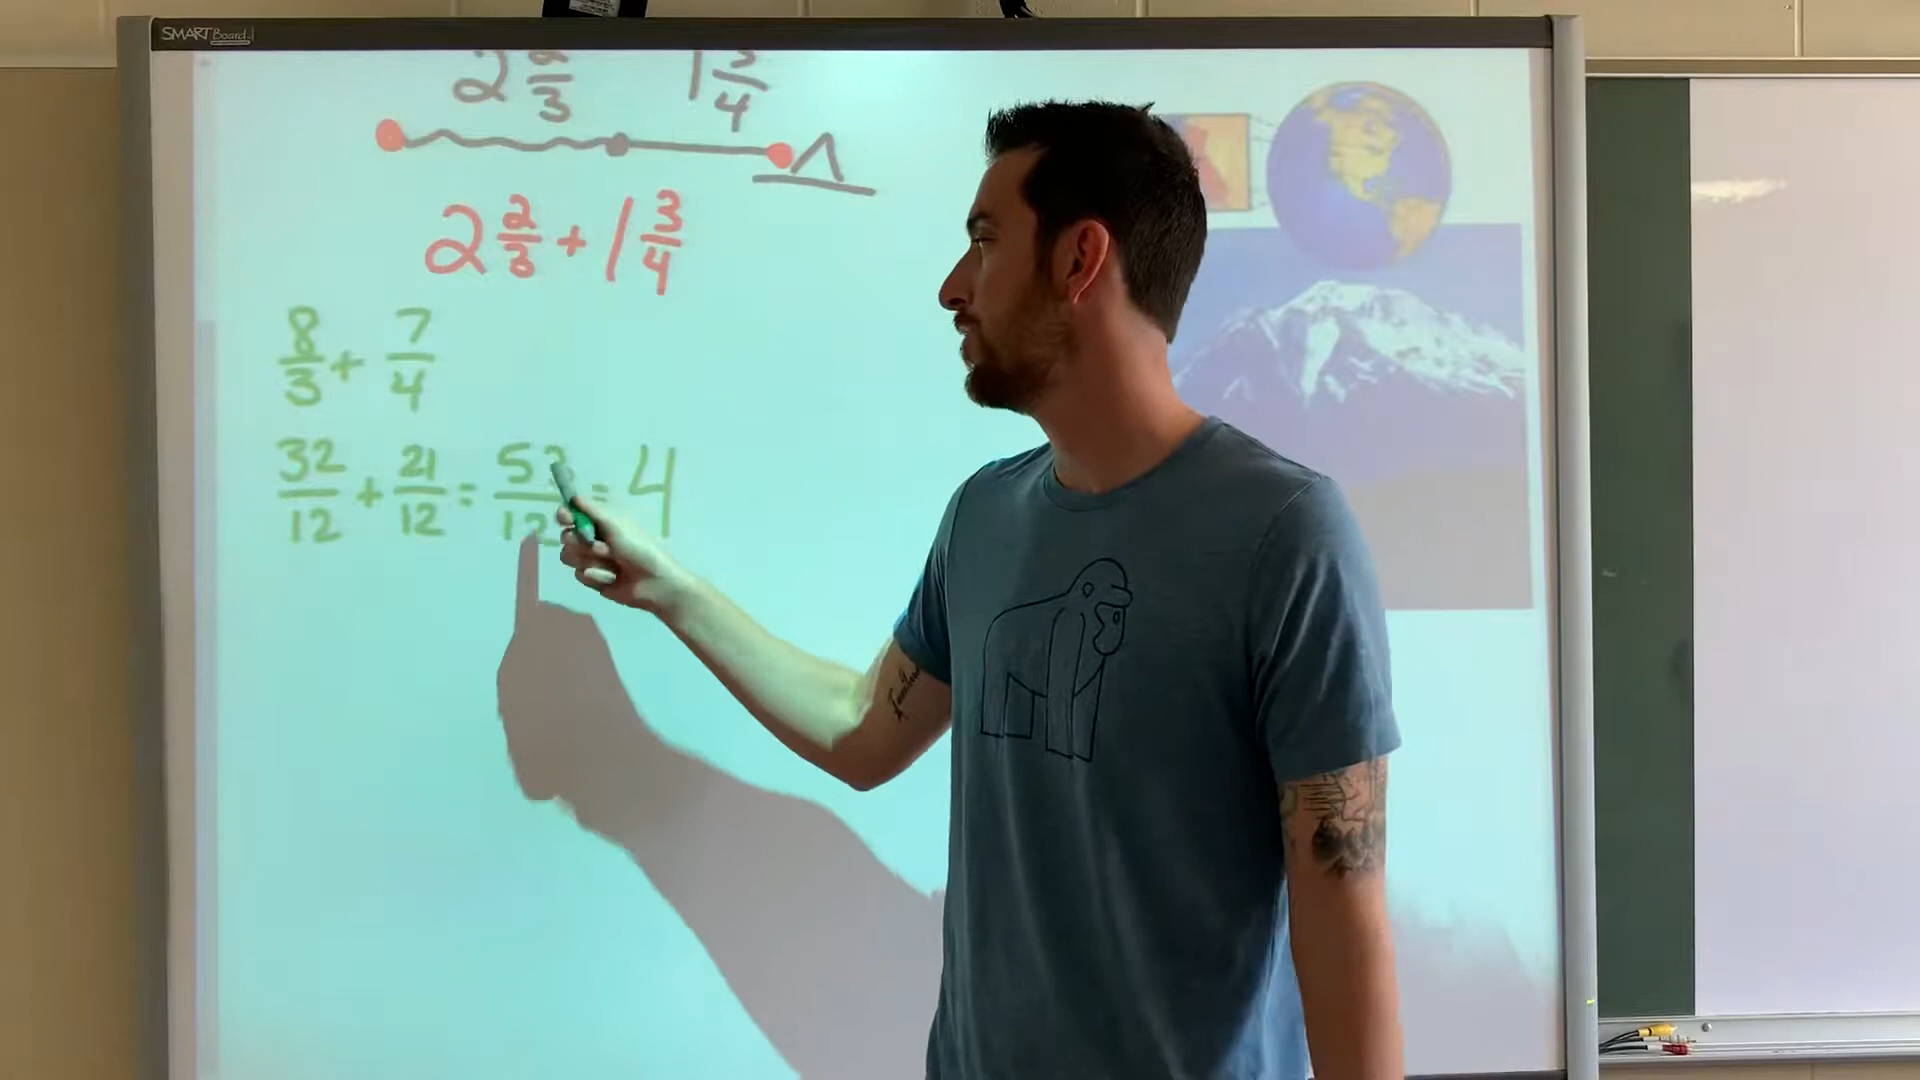 SMART Board
2 2/3 1 3/4
2 2/3 + 1 3/4
8/3 + 7/4
32/12 + 21/12 = 53/12 = 4